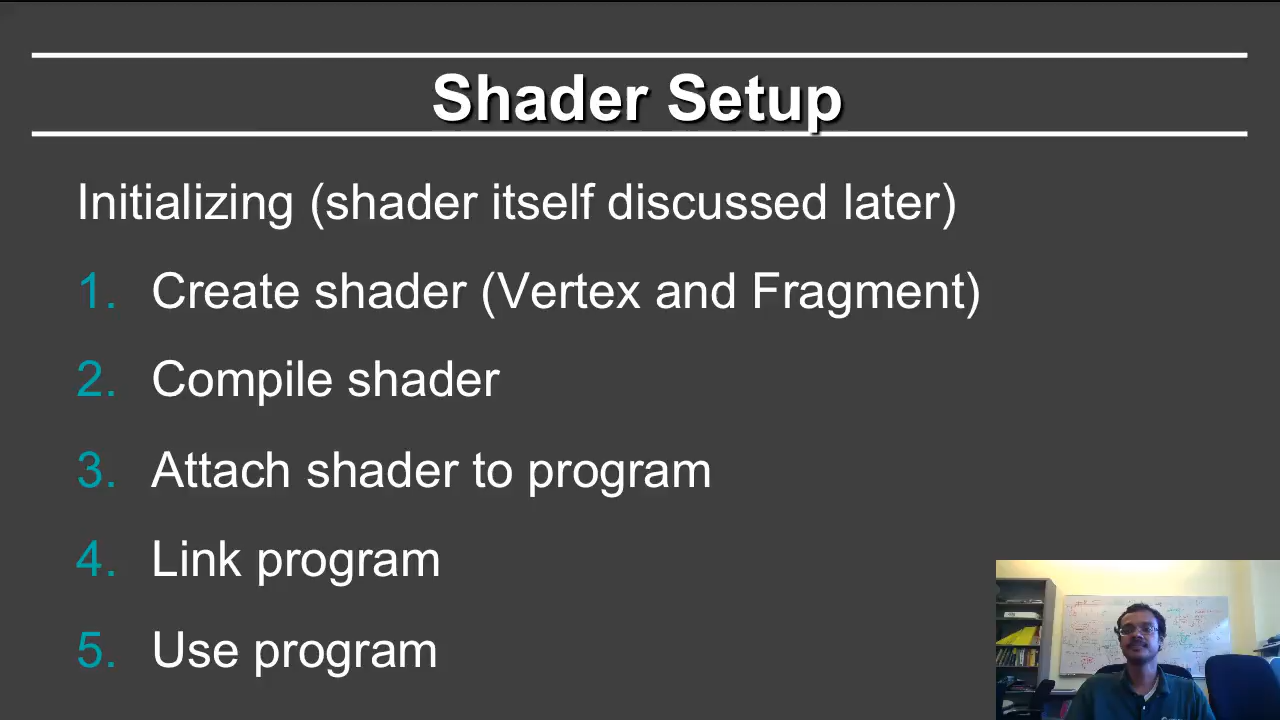 Shader Setup
Initializing (shader itself discussed later)
1. Create shader (Vertex and Fragment)
2. Compile shader
3. Attach shader to program
4. Link program
5. Use program